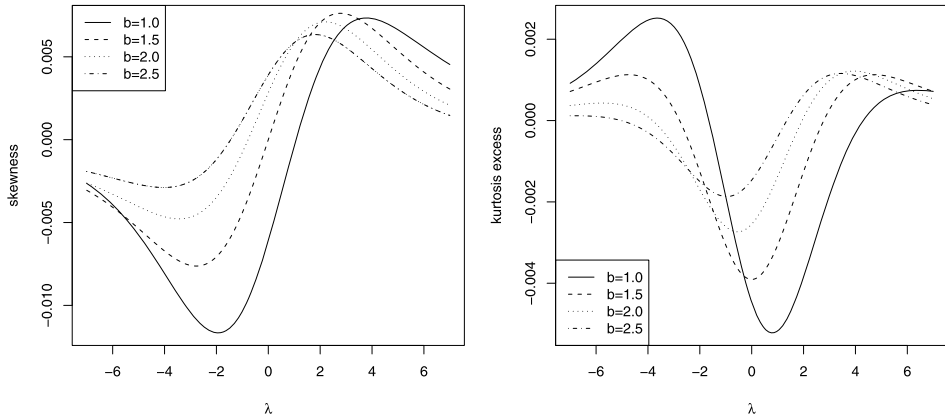 b=1.0
b=1.5
b=2.0
b=2.5
skewness
0.005
0.000
-0.005
-0.010
-6 -4 -2 0 2 4 6
λ
kurtosis excess
0.002
0.000
-0.002
-0.004
b=1.0
b=1.5
b=2.0
b=2.5
-6 -4 -2 0 2 4 6
λ